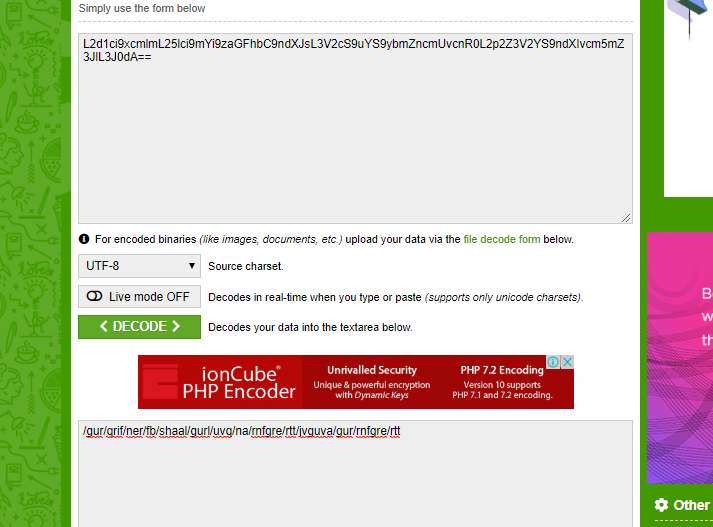 Simply use the form below
L2d1ci9xcmlmL25lci9mYi9zaGFhbC9ndXJsL3V2cS9uYS9ybmZncmUvcnR0L2p2Z3V2YS9ndXIvcm5mZ
3JlL3J0dA==
For encoded binaries (like images, documents, etc.) upload your data via the file decode form below.
UTF-8 Source charset.
Live mode OFF Decodes in real-time when you type or paste (supports only unicode charsets).
DECODE Decodes your data into the textarea below.
ionCube®
PHP Encoder
Unrivalled Security
Unique & powerful encryption
with Dynamic Keys
PHP 7.2 Encoding
Version 10 supports
PHP 7.1 and 7.2 encoding.
/gur/qrif/ner/fb/shaal/gurl/uvq/na/rnfgre/rtt/jvguva/gur/rnfgre/rtt
Other